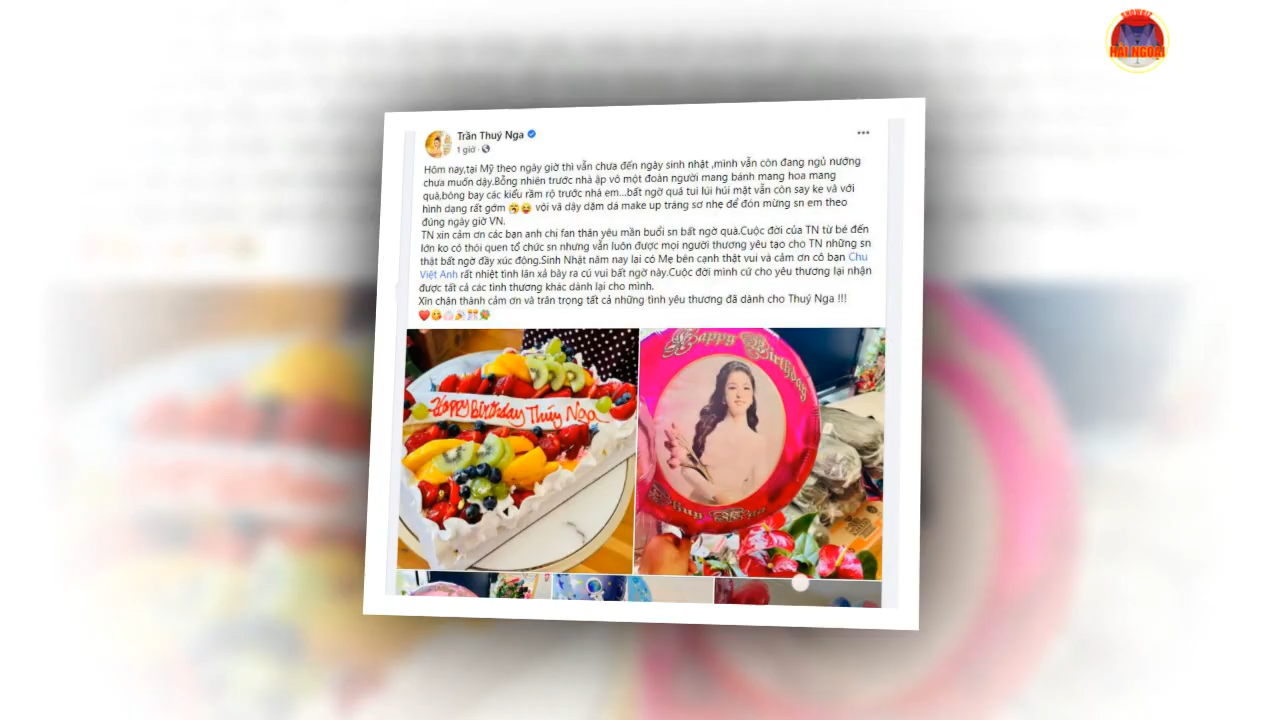 SHOWBIZ
HẢI NGOẠI
Trần Thuý Nga
1 giờ
Hôm nay,tại Mỹ theo ngày giờ thì vẫn chưa đến ngày sinh nhật ,mình vẫn còn đang ngủ nướng
chưa muốn dậy.Bỗng nhiên trước nhà ập vô một đoàn người mang bánh mang hoa mang
quà,bóng bay các kiểu rầm rộ trước nhà em...bất ngờ quá tui lúi húi mặt vẫn còn say ke và với
hình dạng rất gớm 😭😝 vội vã dậy dặm dá make up tráng sơ nhẹ để đón mừng sn em theo
đúng ngày giờ VN.
TN xin cảm ơn các bạn anh chị fan thân yêu mần buổi sn bất ngờ quá.Cuộc đời của TN từ bé đến
lớn ko có thói quen tổ chức sn nhưng vẫn luôn được mọi người thương yêu tạo cho TN những sn
thật bất ngờ đầy xúc động.Sinh Nhật năm nay lại có Mẹ bên cạnh thật vui và cảm ơn cô bạn Chu
Việt Anh rất nhiệt tình lăn xả bày ra cú vui bất ngờ này.Cuộc đời mình cứ cho yêu thương lại nhận
được tất cả các tình thương khác dành lại cho mình.
Xin chân thành cảm ơn và trân trọng tất cả những tình yêu thương đã dành cho Thuý Nga !!!
Happy Birthday Thúy Nga
Happy Birthday